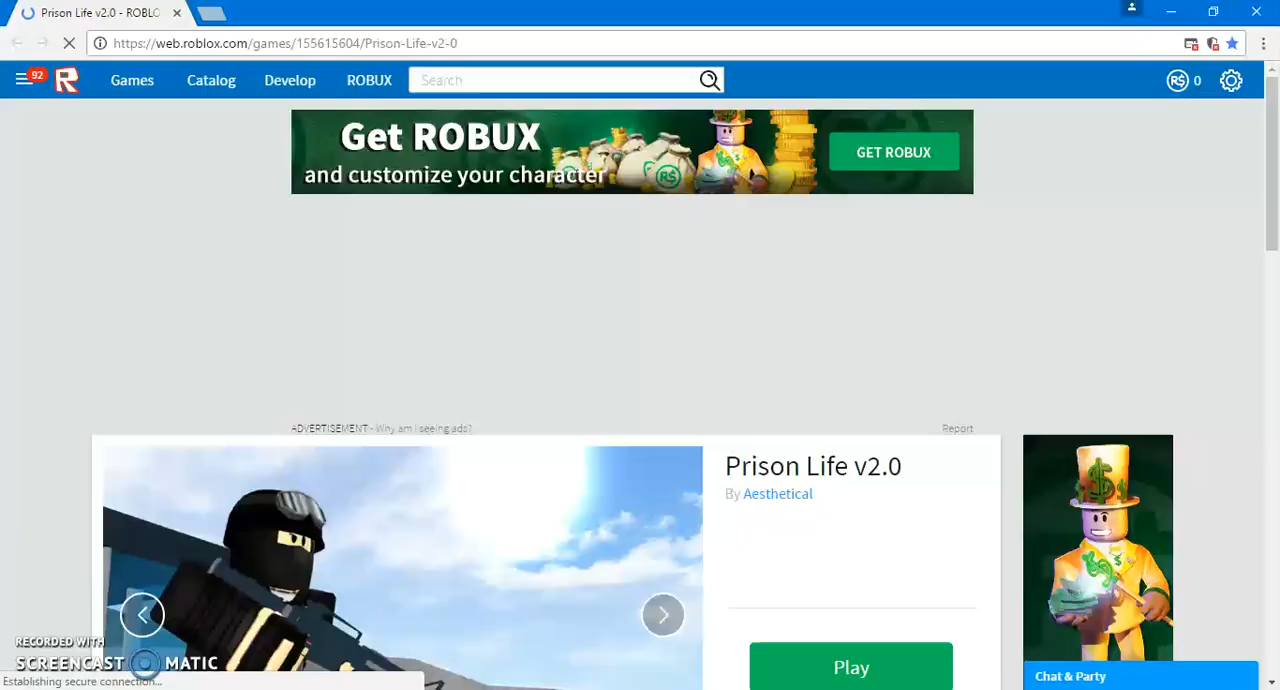 Prison Life v2.0 - ROBLO
https://web.roblox.com/games/155615604/Prison-Life-v2-0
92
R
Games
Catalog
Develop
ROBUX
Search
R$ 0
Get ROBUX
and customize your character
R$
GET ROBUX
ADVERTISEMENT - Why am I seeing ads?
Report
Prison Life v2.0
By Aesthetical
Play
$
Chat & Party
RECORDED WITH
SCREENCAST MATIC
Establishing secure connection...